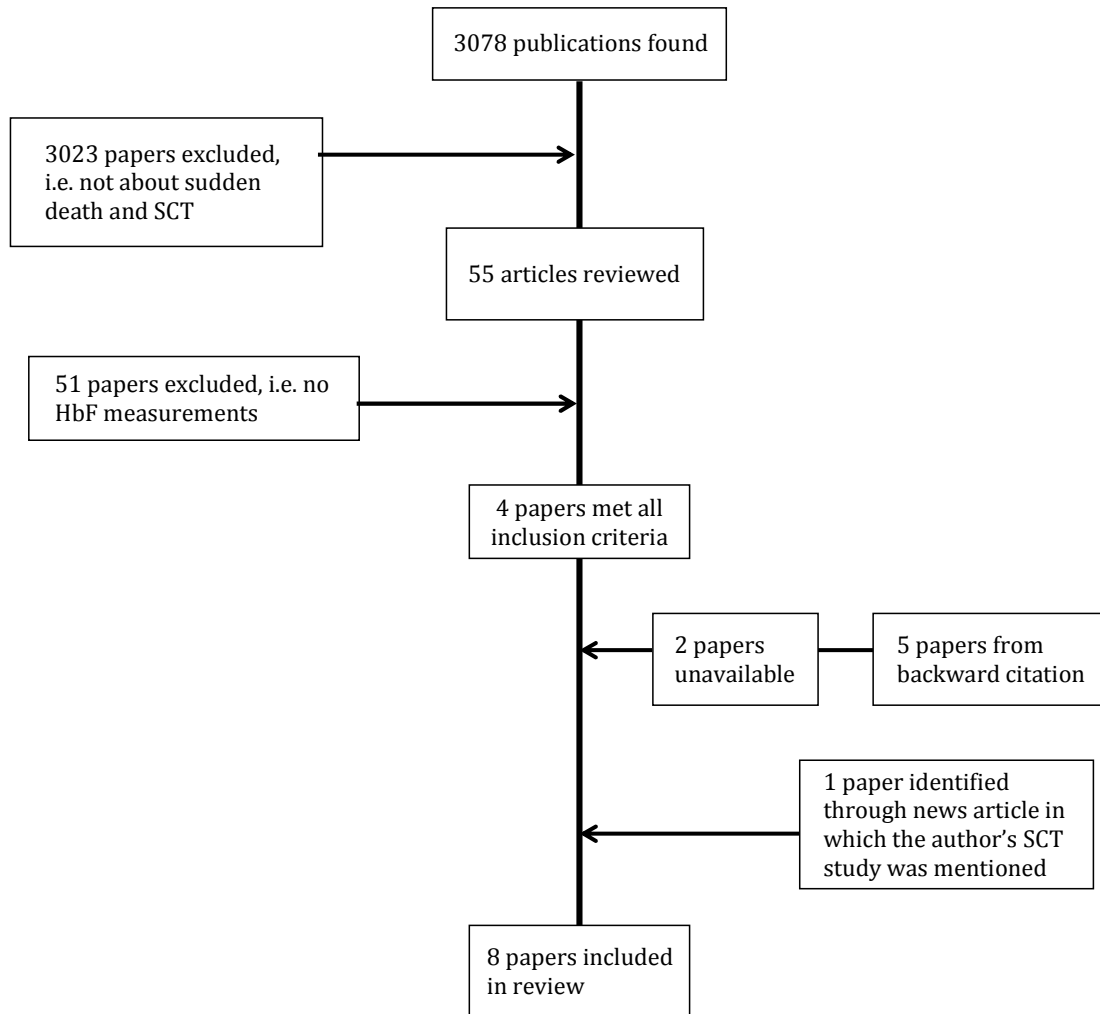 3078 publications found
3023 papers excluded,
i.e. not about sudden
death and SCT
55 articles reviewed
51 papers excluded, i.e. no
HbF measurements
4 papers met all
inclusion criteria
2 papers
unavailable
5 papers from
backward citation
1 paper identified
through news article in
which the author’s SCT
study was mentioned
8 papers included
in review